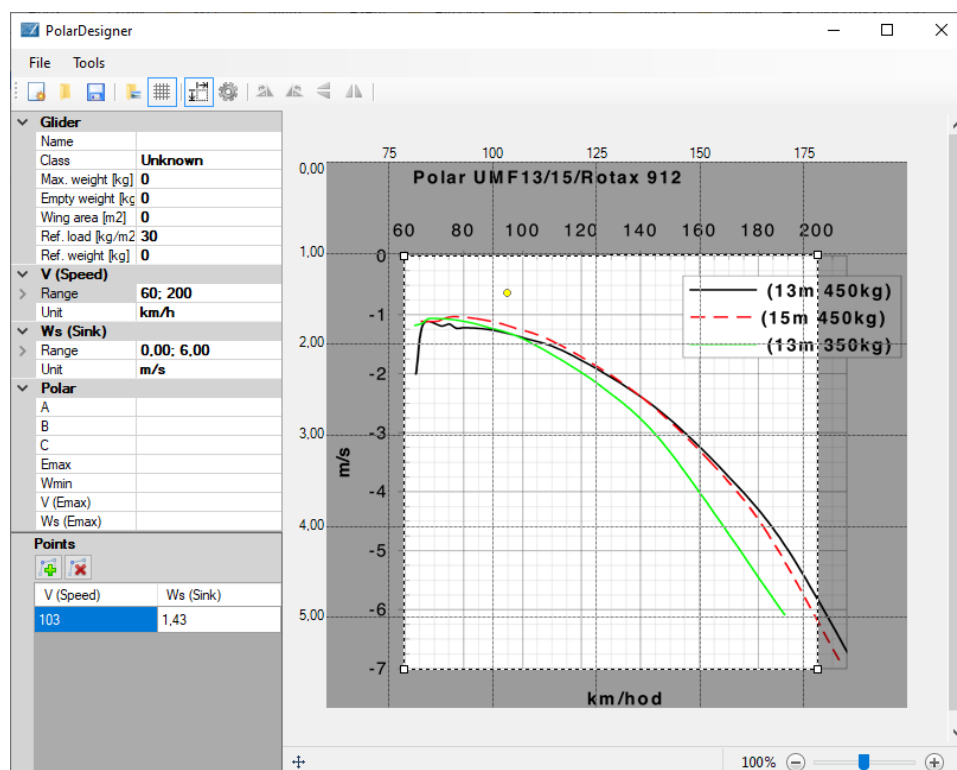 PolarDesigner
File Tools
Glider
Name
Class Unknown
Max. weight [kg] 0
Empty weight [kg 0
Wing area [m2] 0
Ref. load [kg/m2 30
Ref. weight [kg] 0
V (Speed)
Range 60; 200
Unit km/h
Ws (Sink)
Range 0,00; 6,00
Unit m/s
Polar
A
B
C
Emax
Wmin
V (Emax)
Ws (Emax)
Points
V (Speed) Ws (Sink)
103 1,43
75 100 125 150 175
0,00
1,00
2,00
3,00
4,00
5,00
Polar UMF13/15/Rotax 912
60 80 100 120 140 160 180 200
0
-1
-2
-3
-4
-5
-6
-7
m/s
(13m 450kg)
(15m 450kg)
(13m 350kg)
km/hod
100%